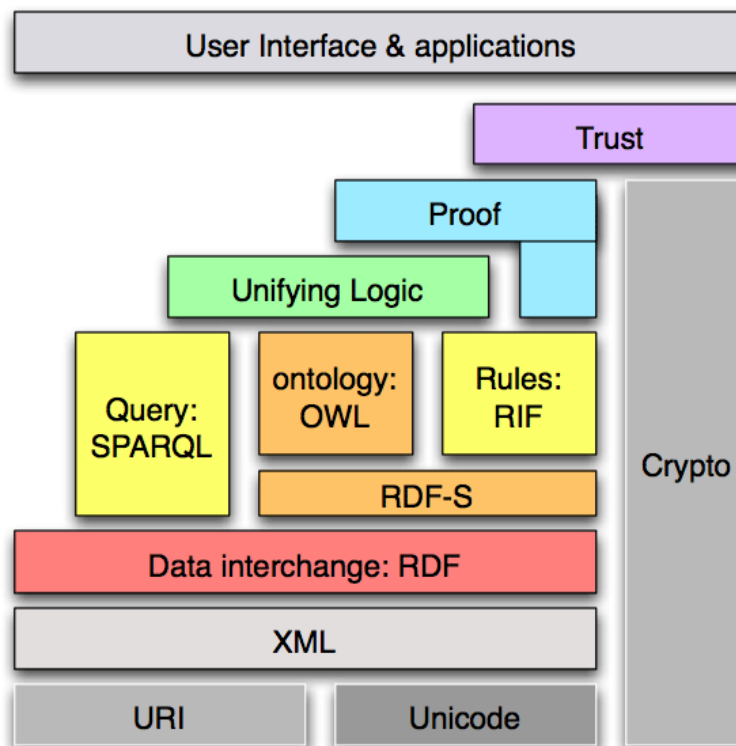 User Interface & applications
Trust
Proof
Unifying Logic
Query:
SPARQL
ontology:
OWL
Rules:
RIF
Crypto
RDF-S
Data interchange: RDF
XML
URI
Unicode